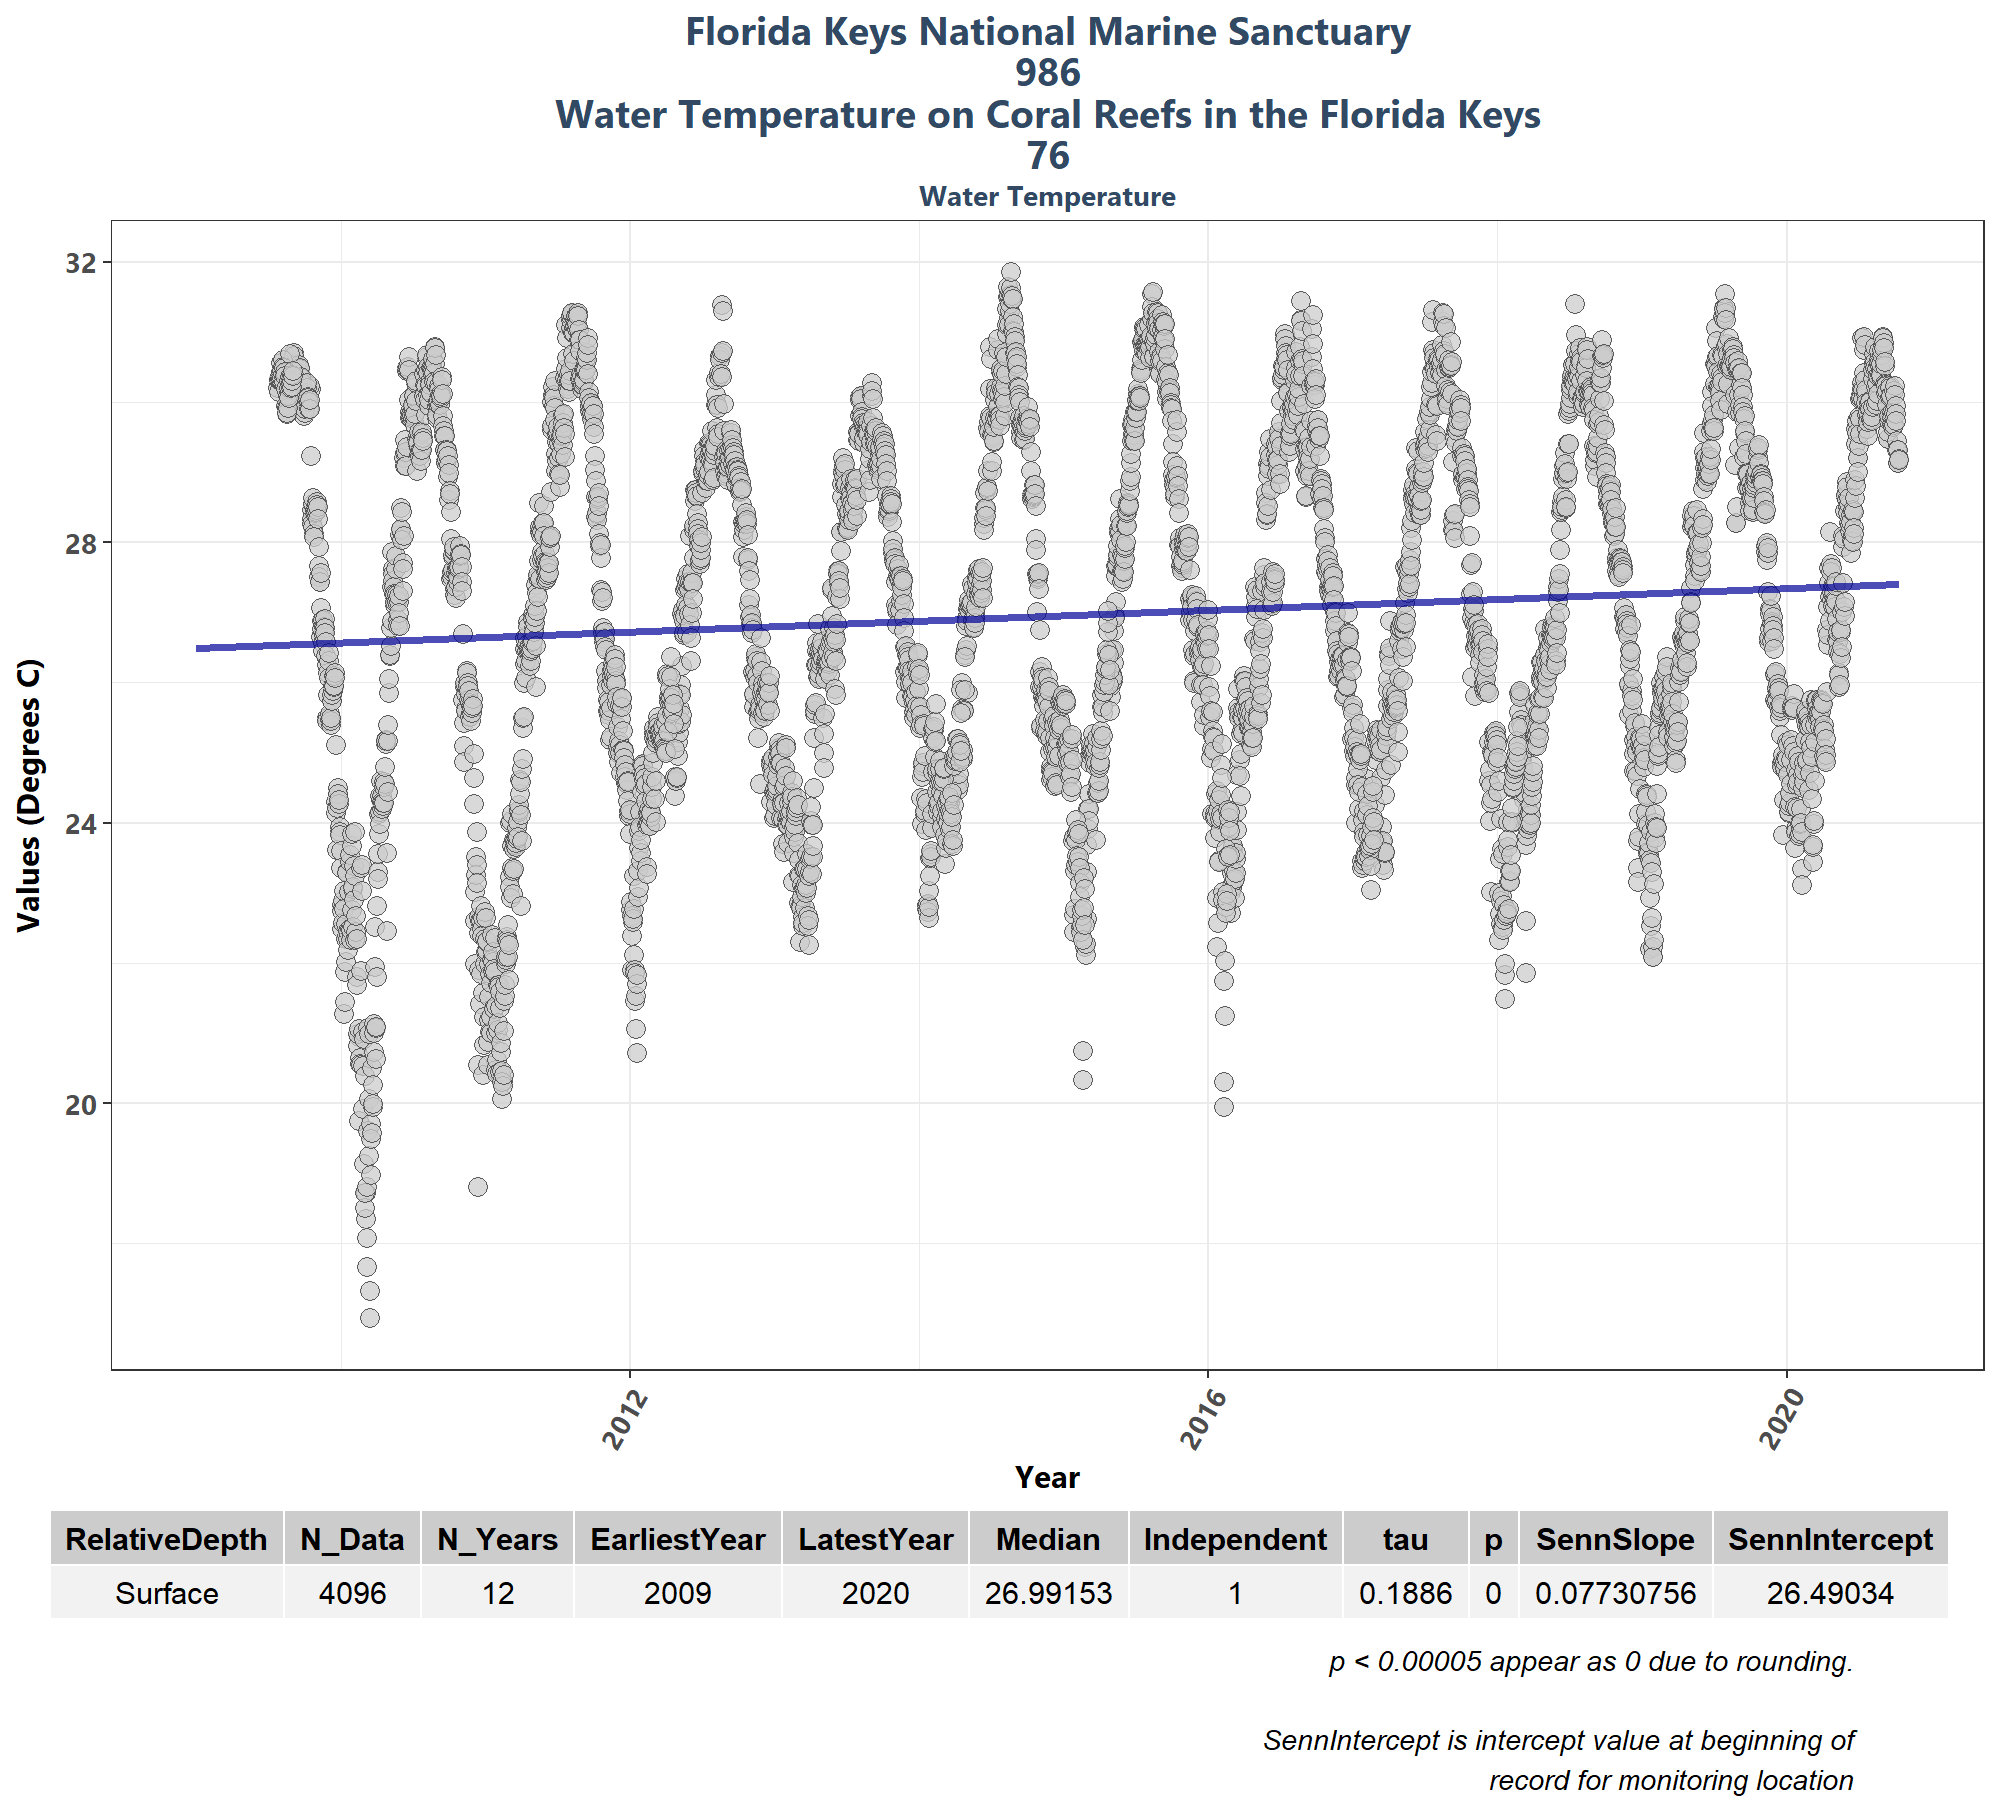 Florida Keys National Marine Sanctuary
986
Water Temperature on Coral Reefs in the Florida Keys
76
Water Temperature
32
28
24
20
Values (Degrees C)
2012
2016
2020
Year
RelativeDepth N_Data N_Years EarliestYear LatestYear Median Independent tau p SennSlope SennIntercept
Surface 4096 12 2009 2020 26.99153 1 0.1886 0 0.07730756 26.49034
p < 0.00005 appear as 0 due to rounding.
SennIntercept is intercept value at beginning of
record for monitoring location